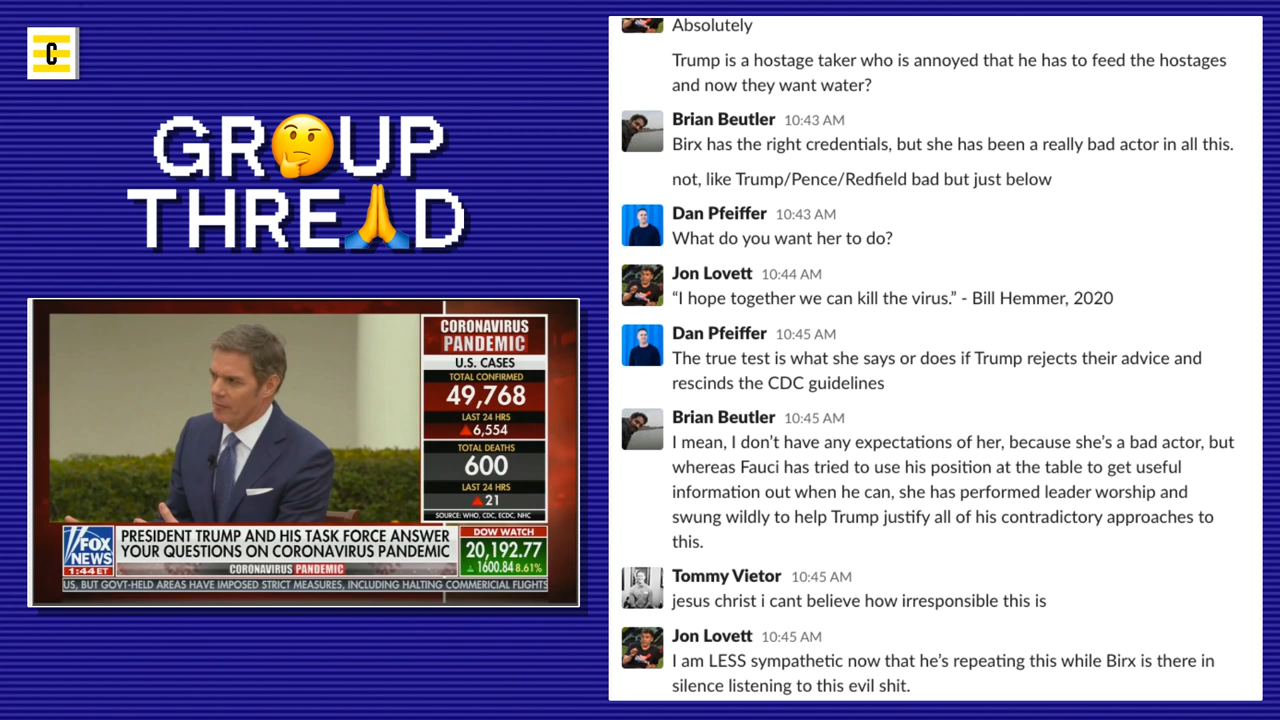 C
GR🤔UP
THRE🙏D
CORONAVIRUS
PANDEMIC
U.S. CASES
TOTAL CONFIRMED
49,768
LAST 24 HRS
▲6,554
TOTAL DEATHS
600
LAST 24 HRS
▲21
SOURCE: WHO, CDC, ECDC, NHC
FOX
NEWS
1:44 ET
PRESIDENT TRUMP AND HIS TASK FORCE ANSWER
YOUR QUESTIONS ON CORONAVIRUS PANDEMIC
CORONAVIRUS PANDEMIC
DOW WATCH
20,192.77
▲ 1600.84 8.61%
US, BUT GOVT-HELD AREAS HAVE IMPOSED STRICT MEASURES, INCLUDING HALTING COMMERCIAL FLIGHTS
Absolutely
Trump is a hostage taker who is annoyed that he has to feed the hostages
and now they want water?
Brian Beutler 10:43 AM
Birx has the right credentials, but she has been a really bad actor in all this.
not, like Trump/Pence/Redfield bad but just below
Dan Pfeiffer 10:43 AM
What do you want her to do?
Jon Lovett 10:44 AM
“I hope together we can kill the virus.” - Bill Hemmer, 2020
Dan Pfeiffer 10:45 AM
The true test is what she says or does if Trump rejects their advice and
rescinds the CDC guidelines
Brian Beutler 10:45 AM
I mean, I don’t have any expectations of her, because she’s a bad actor, but
whereas Fauci has tried to use his position at the table to get useful
information out when he can, she has performed leader worship and
swung wildly to help Trump justify all of his contradictory approaches to
this.
Tommy Vietor 10:45 AM
jesus christ i cant believe how irresponsible this is
Jon Lovett 10:45 AM
I am LESS sympathetic now that he’s repeating this while Birx is there in
silence listening to this evil shit.